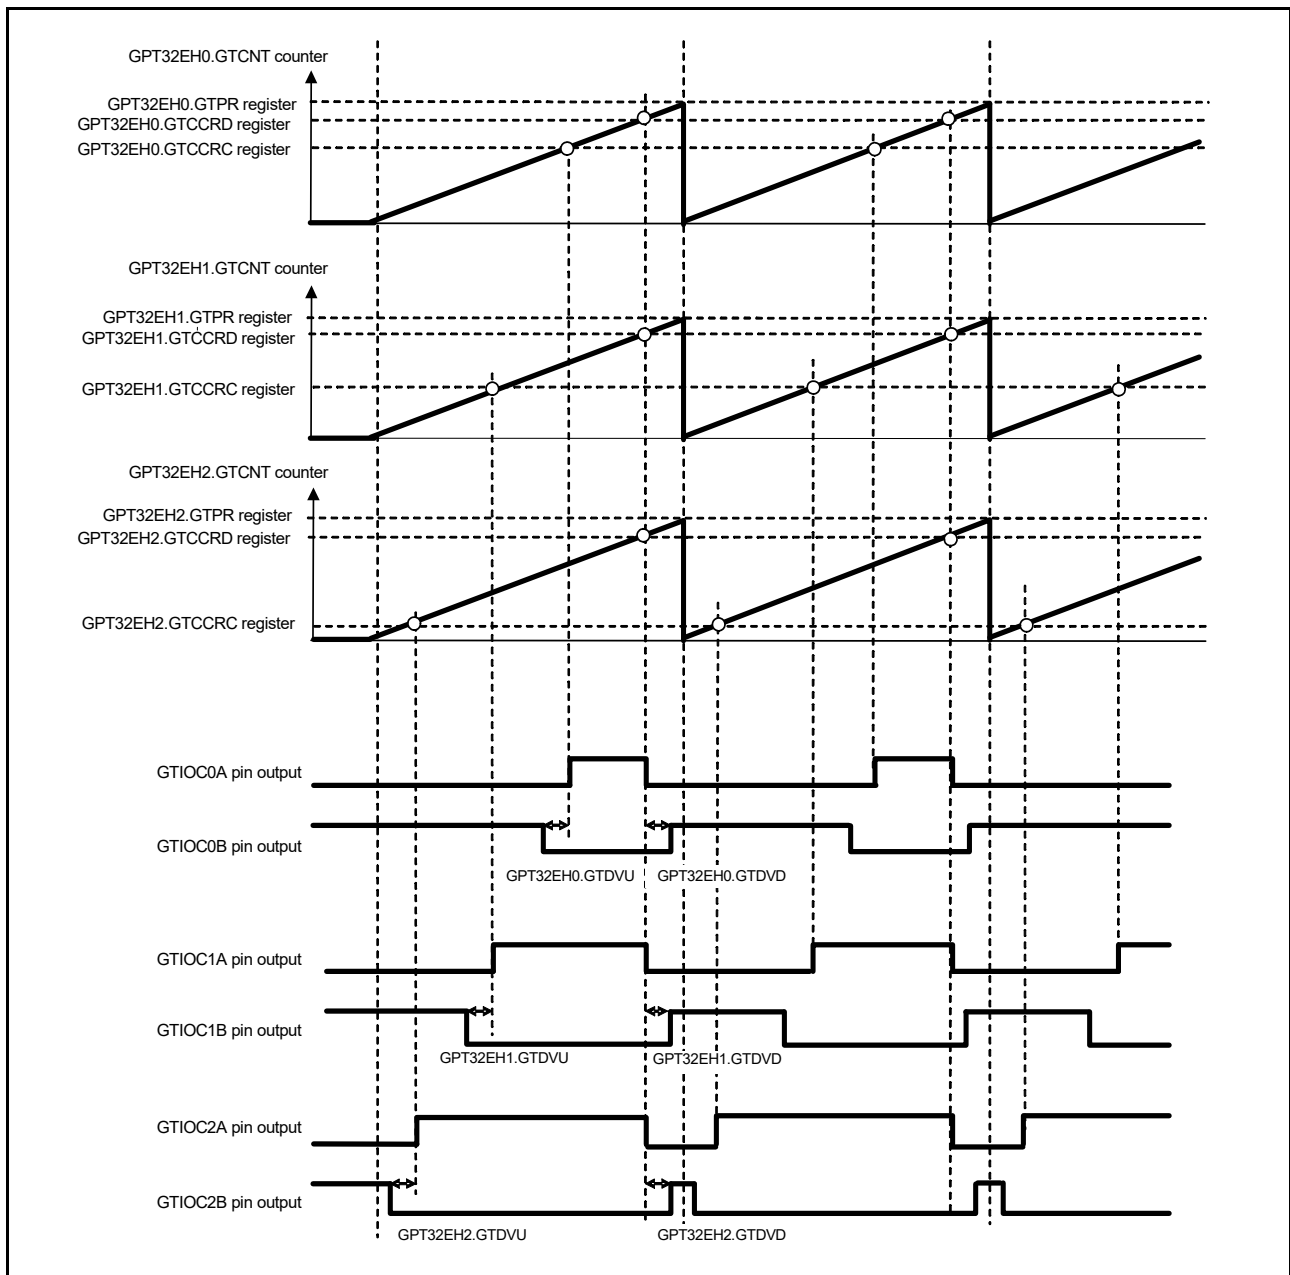 GPT32EH0.GTCNT counter
GPT32EH0.GTPR register
GPT32EH0.GTCCRD register
GPT32EH0.GTCCRC register
GPT32EH1.GTCNT counter
GPT32EH1.GTPR register
GPT32EH1.GTCCRD register
GPT32EH1.GTCCRC register
GPT32EH2.GTCNT counter
GPT32EH2.GTPR register
GPT32EH2.GTCCRD register
GPT32EH2.GTCCRC register
GTIOC0A pin output
GTIOC0B pin output
GPT32EH0.GTDVU GPT32EH0.GTDVD
GTIOC1A pin output
GTIOC1B pin output
GPT32EH1.GTDVU GPT32EH1.GTDVD
GTIOC2A pin output
GTIOC2B pin output
GPT32EH2.GTDVU GPT32EH2.GTDVD